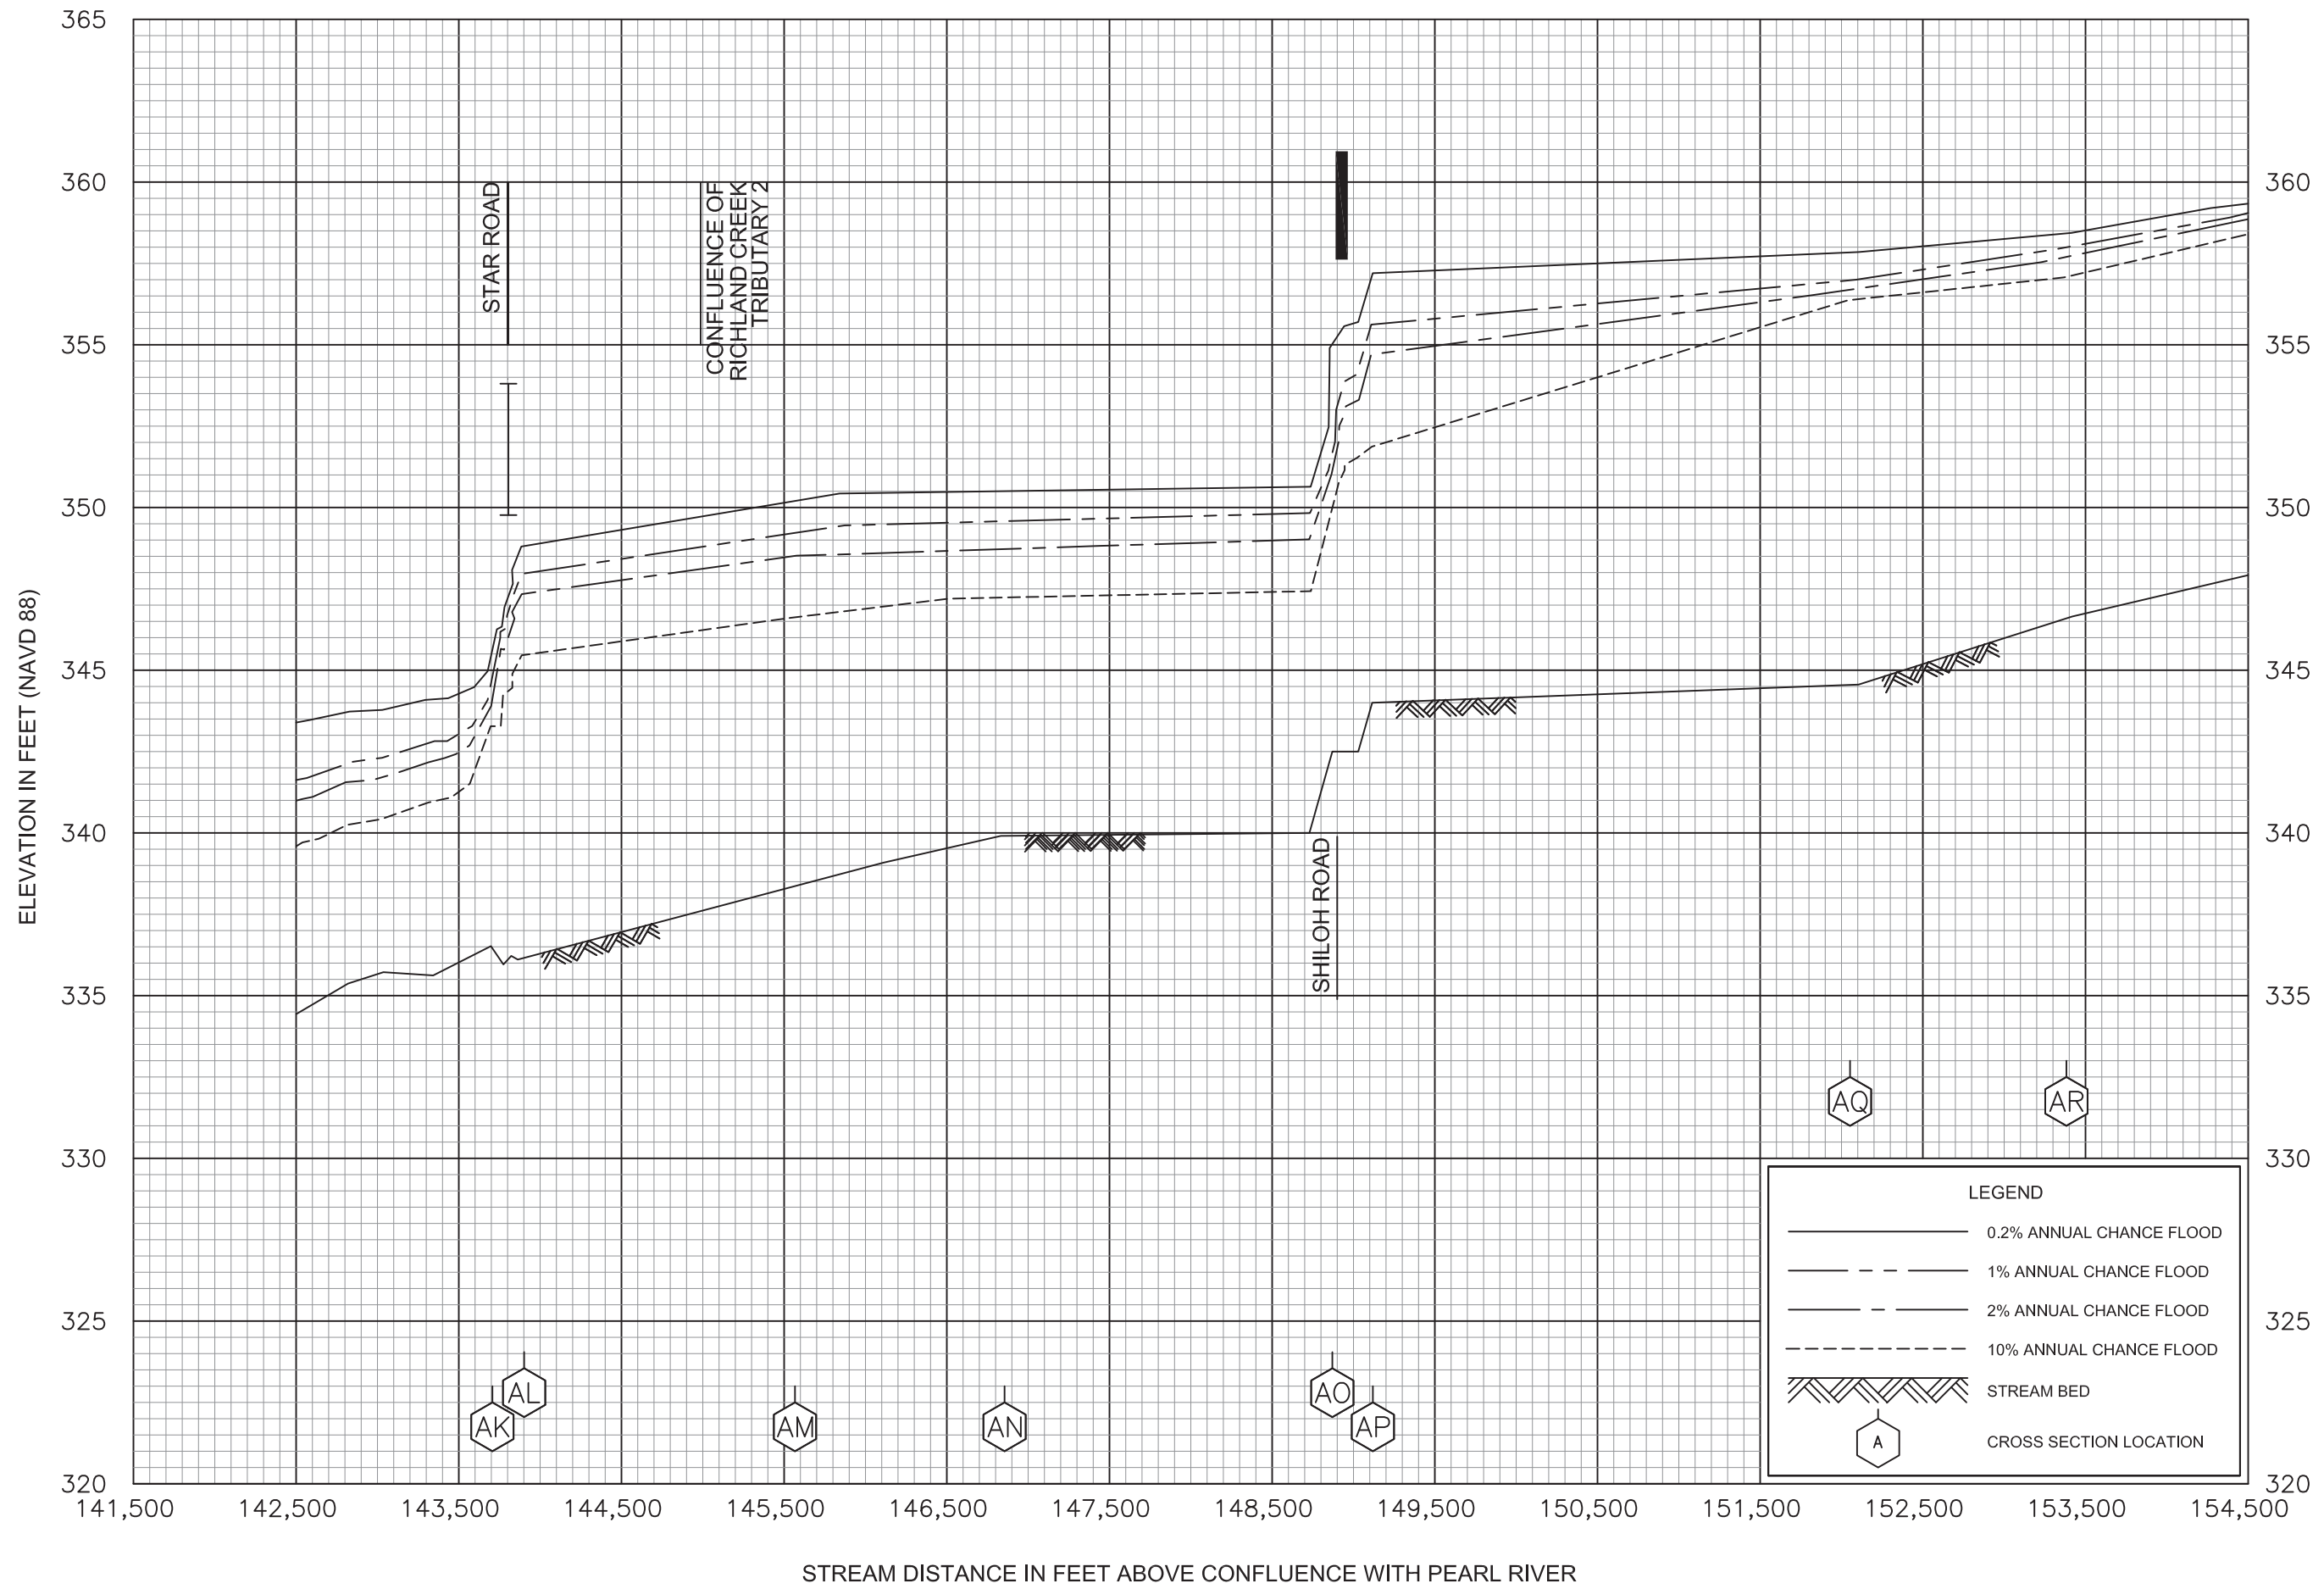 365
360
355
350
345
340
335
330
325
320
360
355
350
345
340
335
330
325
320
ELEVATION IN FEET (NAVD 88)
STAR ROAD
CONFLUENCE OF
RICHLAND CREEK
TRIBUTARY 2
SHILOH ROAD
AK
AL
AM
AN
AO
AP
AQ
AR
LEGEND
0.2% ANNUAL CHANCE FLOOD
1% ANNUAL CHANCE FLOOD
2% ANNUAL CHANCE FLOOD
10% ANNUAL CHANCE FLOOD
STREAM BED
A
CROSS SECTION LOCATION
141,500 142,500 143,500 144,500 145,500 146,500 147,500 148,500 149,500 150,500 151,500 152,500 153,500 154,500
STREAM DISTANCE IN FEET ABOVE CONFLUENCE WITH PEARL RIVER